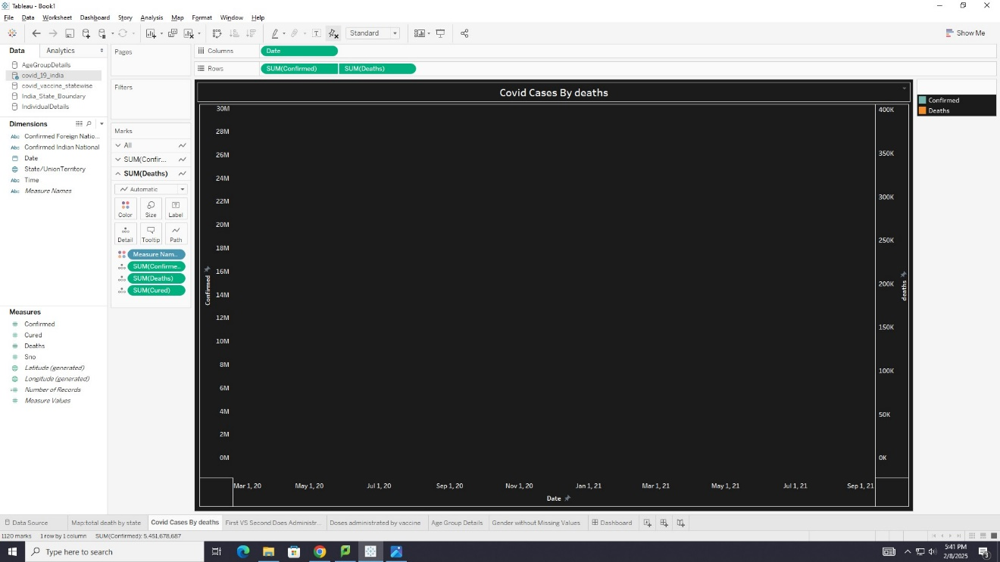 Tableau - Book1
File Data Worksheet Dashboard Story Analysis Map Format Window Help
Standard
Show Me
Data Analytics
Pages
Columns Date
Rows SUM(Confirmed) SUM(Deaths)
AgeGroupDetails
covid_19_india
covid_vaccine_statewise
India_State_Boundary
IndividualDetails
Filters
Covid Cases By deaths
Confirmed
Deaths
Dimensions
Abc Confirmed Foreign Natio...
Abc Confirmed Indian National
Date
State/UnionTerritory
Abc Time
Abc Measure Names
Marks
All
SUM(Confir...
SUM(Deaths)
Automatic
Color Size Label
Detail Tooltip Path
Measure Nam..
SUM(Confirme..
SUM(Deaths)
SUM(Cured)
Measures
Confirmed
Cured
Deaths
Sno
Latitude (generated)
Longitude (generated)
Number of Records
Measure Values
30M
28M
26M
24M
22M
20M
18M
16M
14M
12M
10M
8M
6M
4M
2M
0M
Confirmed
400K
350K
300K
250K
200K
150K
100K
50K
0K
deaths
Mar 1, 20 May 1, 20 Jul 1, 20 Sep 1, 20 Nov 1, 20 Jan 1, 21 Mar 1, 21 May 1, 21 Jul 1, 21 Sep 1, 21
Date
Data Source Map:total death by state Covid Cases By deaths First VS Second Does Administr... Doses administrated by vaccine Age Group Details Gender without Missing Values Dashboard
1120 marks 1 row by 1 column SUM(Confirmed): 5,451,678,687
Type here to search
5:41 PM
2/8/2025
3